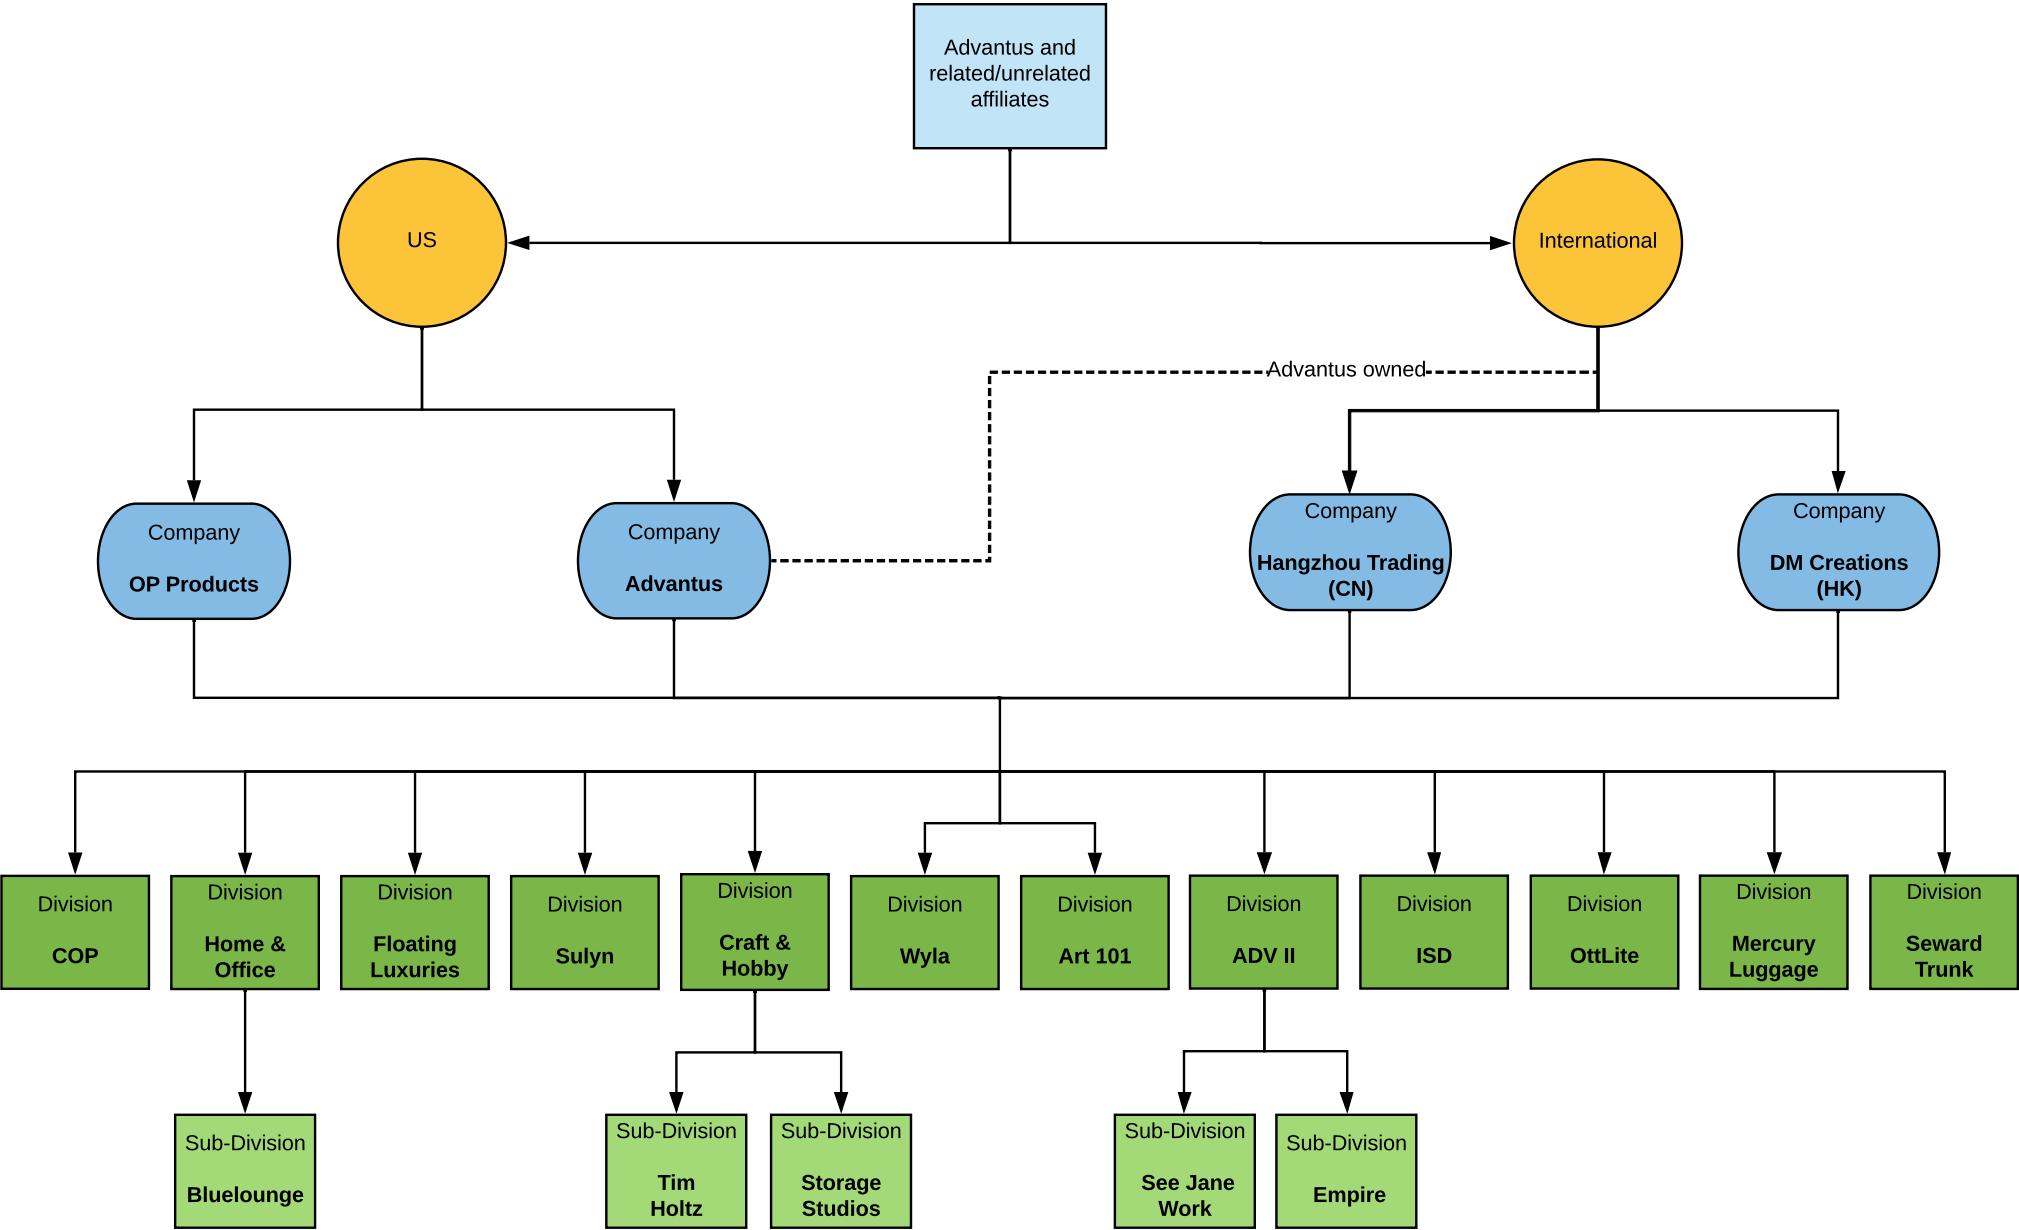 Advantus and
related/unrelated
affiliates
US
International
Advantus owned
Company
OP Products
Company
Advantus
Company
Hangzhou Trading
(CN)
Company
DM Creations
(HK)
Division
COP
Division
Home &
Office
Division
Floating
Luxuries
Division
Sulyn
Division
Craft &
Hobby
Division
Wyla
Division
Art 101
Division
ADV II
Division
ISD
Division
OttLite
Division
Mercury
Luggage
Division
Seward
Trunk
Sub-Division
Bluelounge
Sub-Division
Tim
Holtz
Sub-Division
Storage
Studios
Sub-Division
See Jane
Work
Sub-Division
Empire